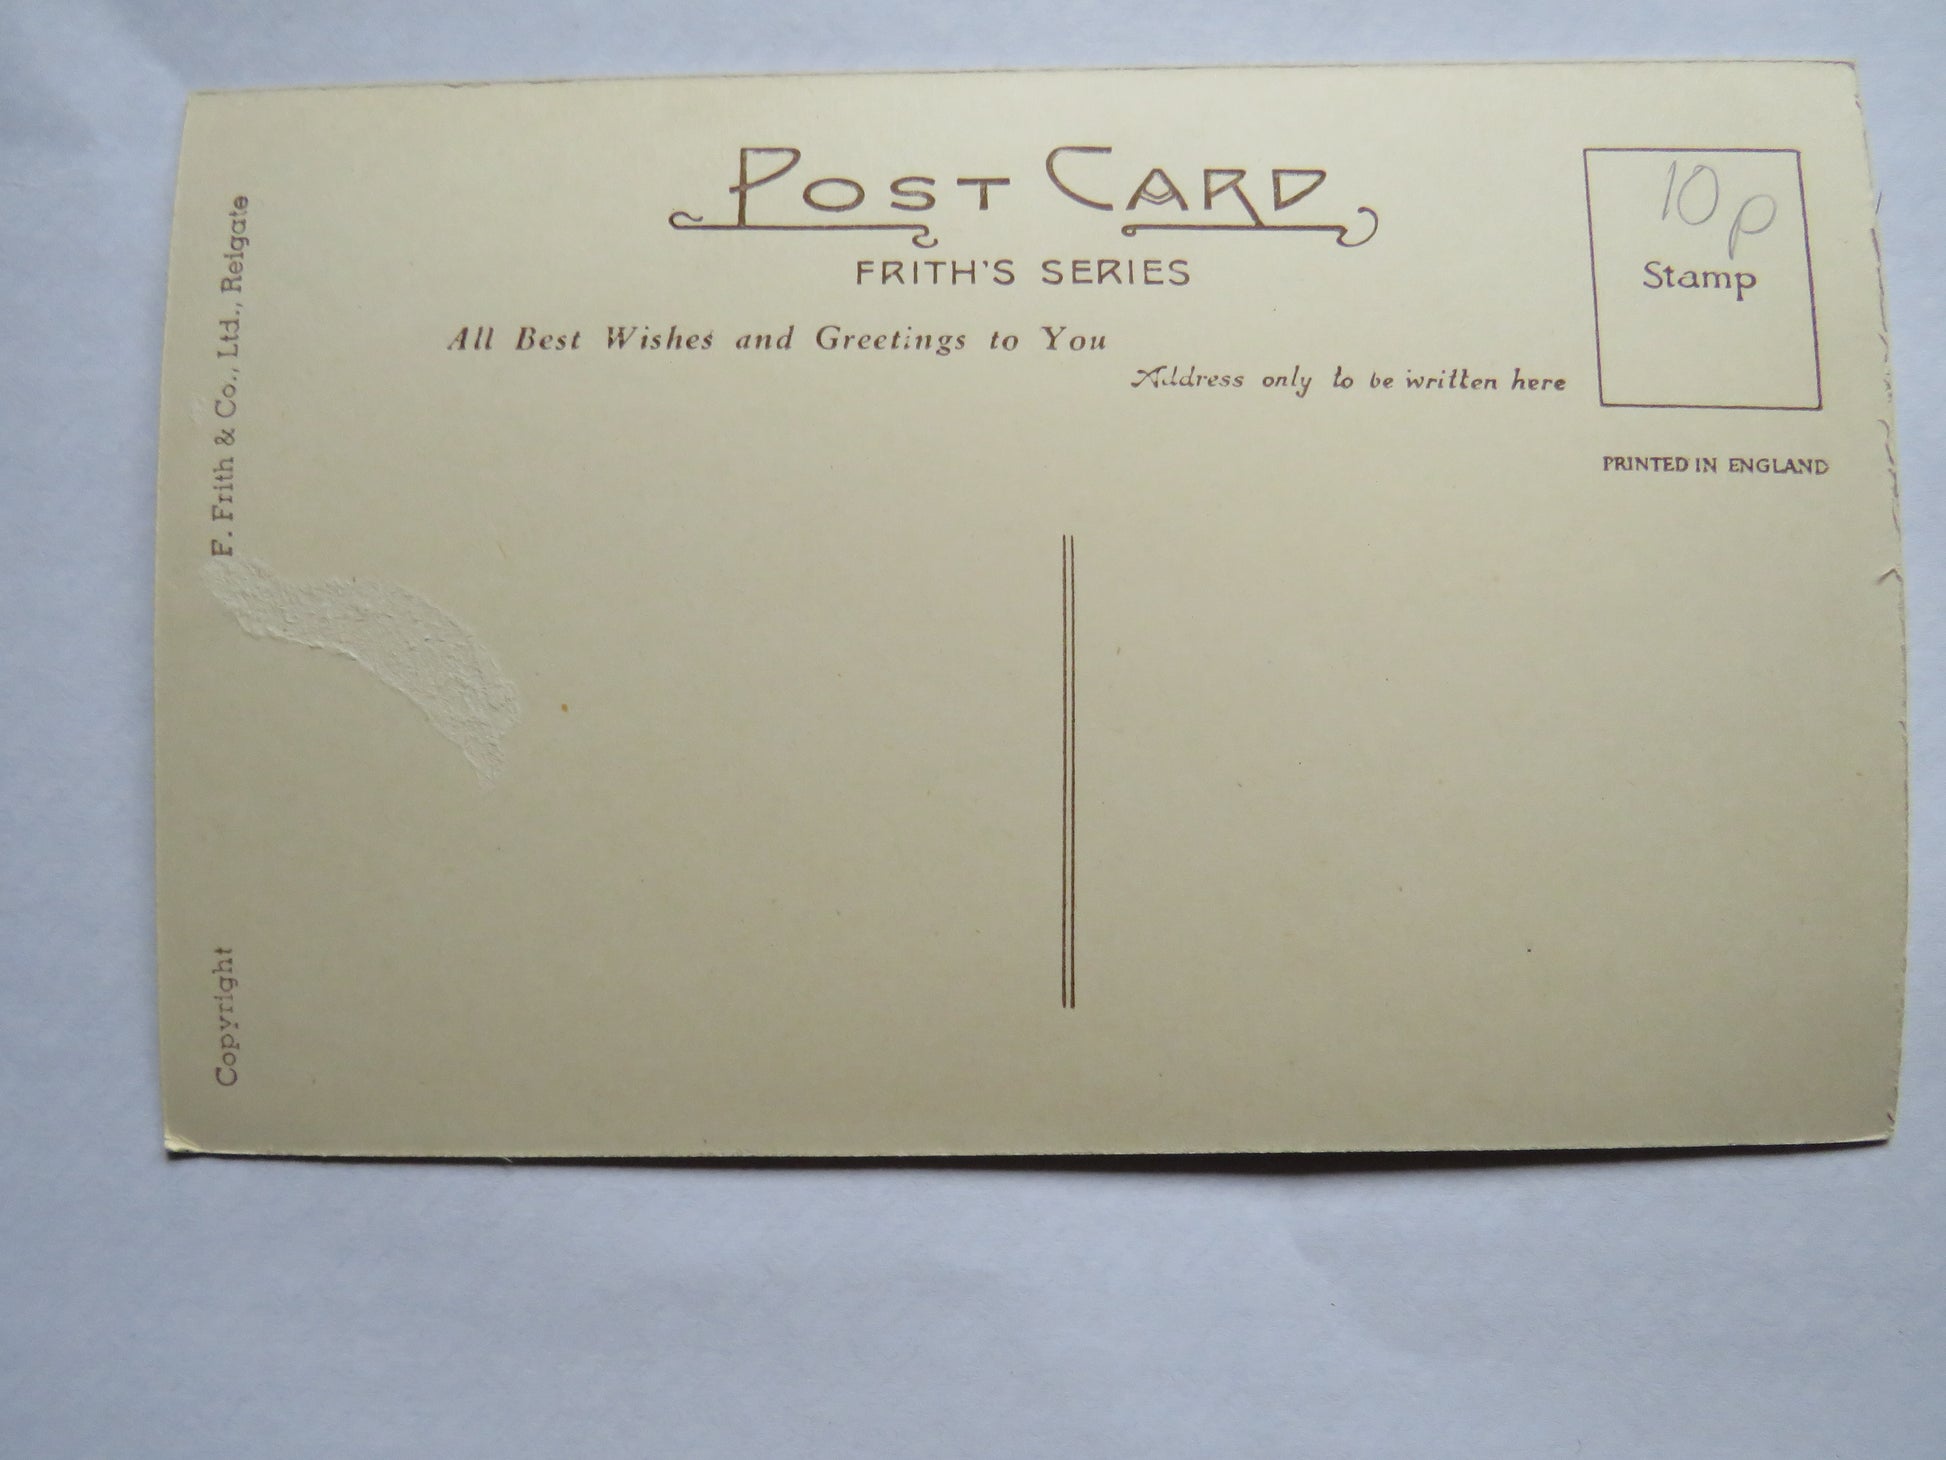 POST CARD
FRITH'S SERIES
10p
Stamp
All Best Wishes and Greetings to You
Address only to be written here
PRINTED IN ENGLAND
Copyright
F. Frith & Co., Ltd., Reigate